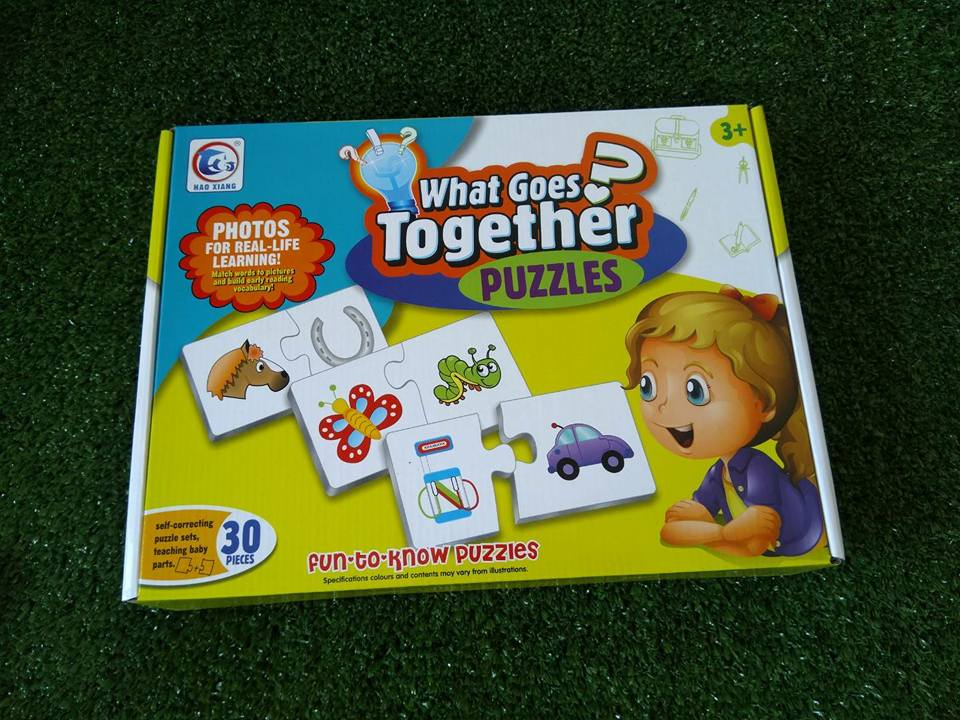 HAO XIANG
®
3+
What Goes
Together?
PUZZLES
PHOTOS
FOR REAL-LIFE
LEARNING!
Match words to pictures
and build early reading
vocabulary!
self-correcting
puzzle sets,
teaching baby
parts.
30
PIECES
FUN-TO-KNOW PUZZLES
Specifications colours and contents may vary from illustrations.